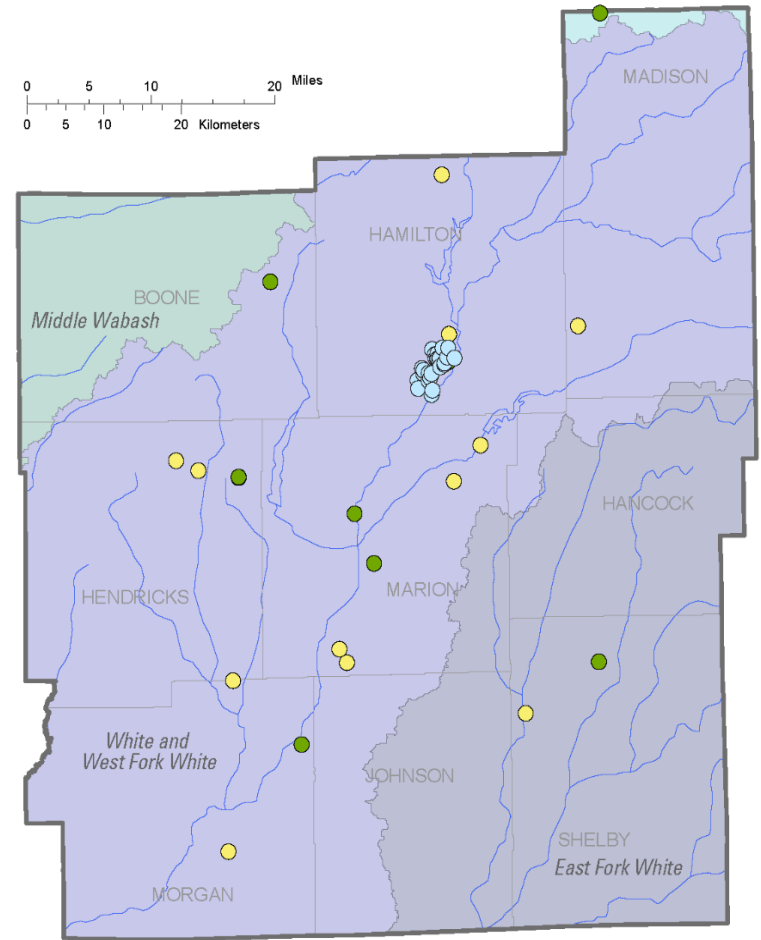 0 5 10 20 Miles
0 5 10 20 Kilometers
MADISON
HAMILTON
BOONE
Middle Wabash
HANCOCK
HENDRICKS
MARION
White and
West Fork White
JOHNSON
SHELBY
East Fork White
MORGAN